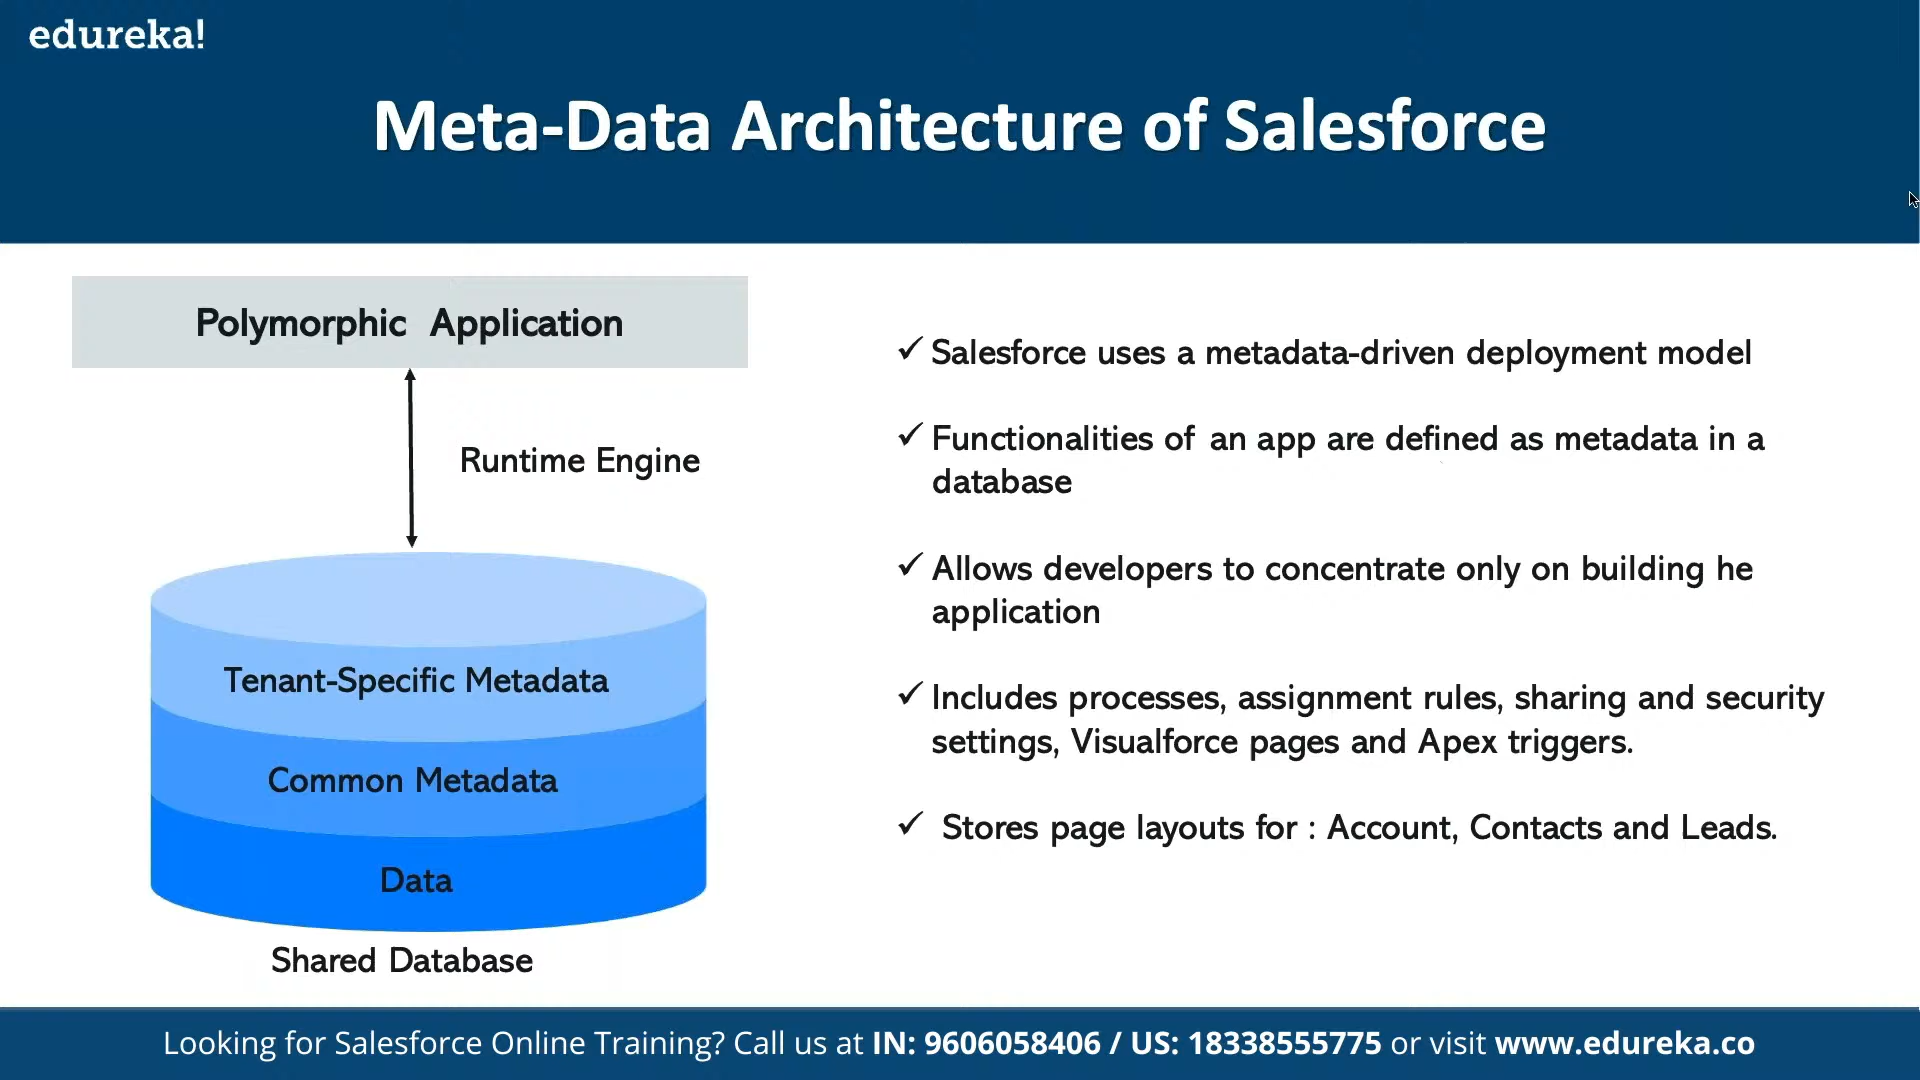 edureka!
Meta-Data Architecture of Salesforce
Polymorphic Application
Runtime Engine
Tenant-Specific Metadata
Common Metadata
Data
Shared Database
✓ Salesforce uses a metadata-driven deployment model
✓ Functionalities of an app are defined as metadata in a
database
✓ Allows developers to concentrate only on building he
application
✓ Includes processes, assignment rules, sharing and security
settings, Visualforce pages and Apex triggers.
✓ Stores page layouts for : Account, Contacts and Leads.
Looking for Salesforce Online Training? Call us at IN: 9606058406 / US: 18338555775 or visit www.edureka.co